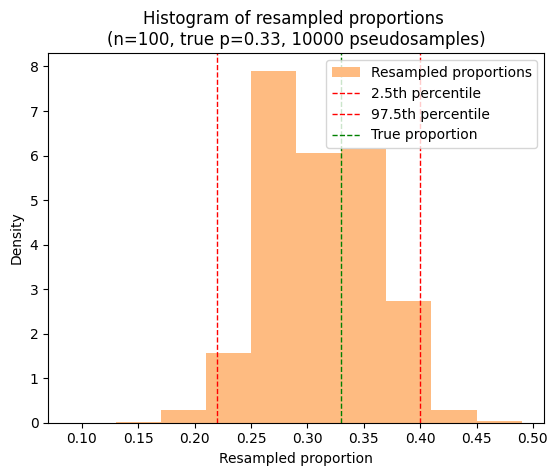 Histogram of resampled proportions
(n=100, true p=0.33, 10000 pseudosamples)
8
7
6
5
4
3
2
1
0
Density
Resampled proportions
2.5th percentile
97.5th percentile
True proportion
0.10 0.15 0.20 0.25 0.30 0.35 0.40 0.45 0.50
Resampled proportion